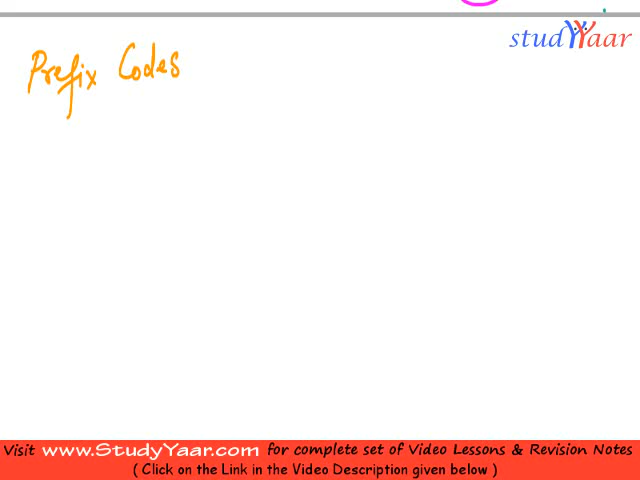 studYYaar
Prefix Codes
Visit www.StudyYaar.com for complete set of Video Lessons & Revision Notes
( Click on the Link in the Video Description given below )